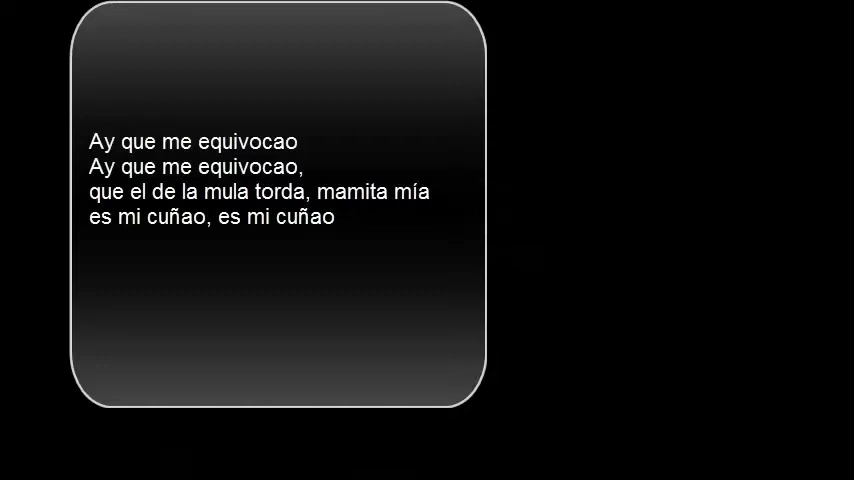 Ay que me equivocao
Ay que me equivocao,
que el de la mula torda, mamita mía
es mi cuñao, es mi cuñao